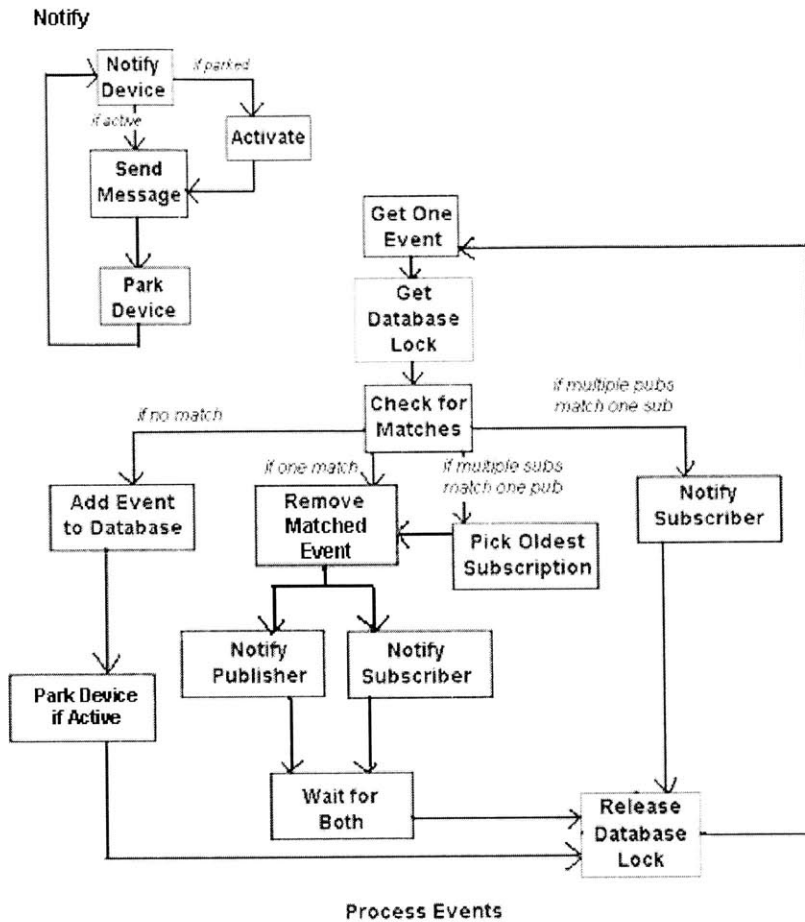 Notify
Notify
Device
if parked
if active
Activate
Send
Message
Park
Device
Get One
Event
Get
Database
Lock
Check for
Matches
if no match
if one match
if multiple subs
match one pub
if multiple pubs
match one sub
Add Event
to Database
Remove
Matched
Event
Pick Oldest
Subscription
Notify
Subscriber
Notify
Publisher
Notify
Subscriber
Park Device
if Active
Wait for
Both
Release
Database
Lock
Process Events